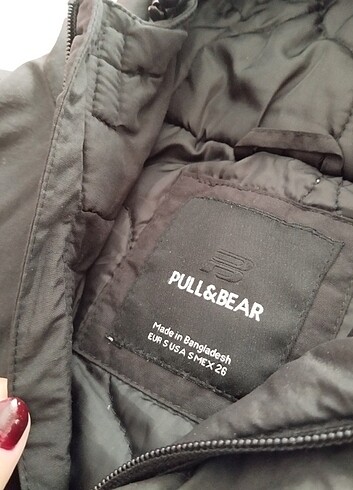 PULL&BEAR
Made in Bangladesh
EUR S USA S MEX 26